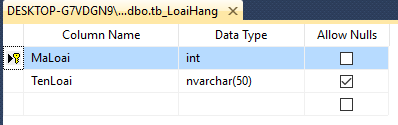 DESKTOP-G7VDGN9\...dbo.tb_LoaiHang
Column Name Data Type Allow Nulls
MaLoai int
TenLoai nvarchar(50)